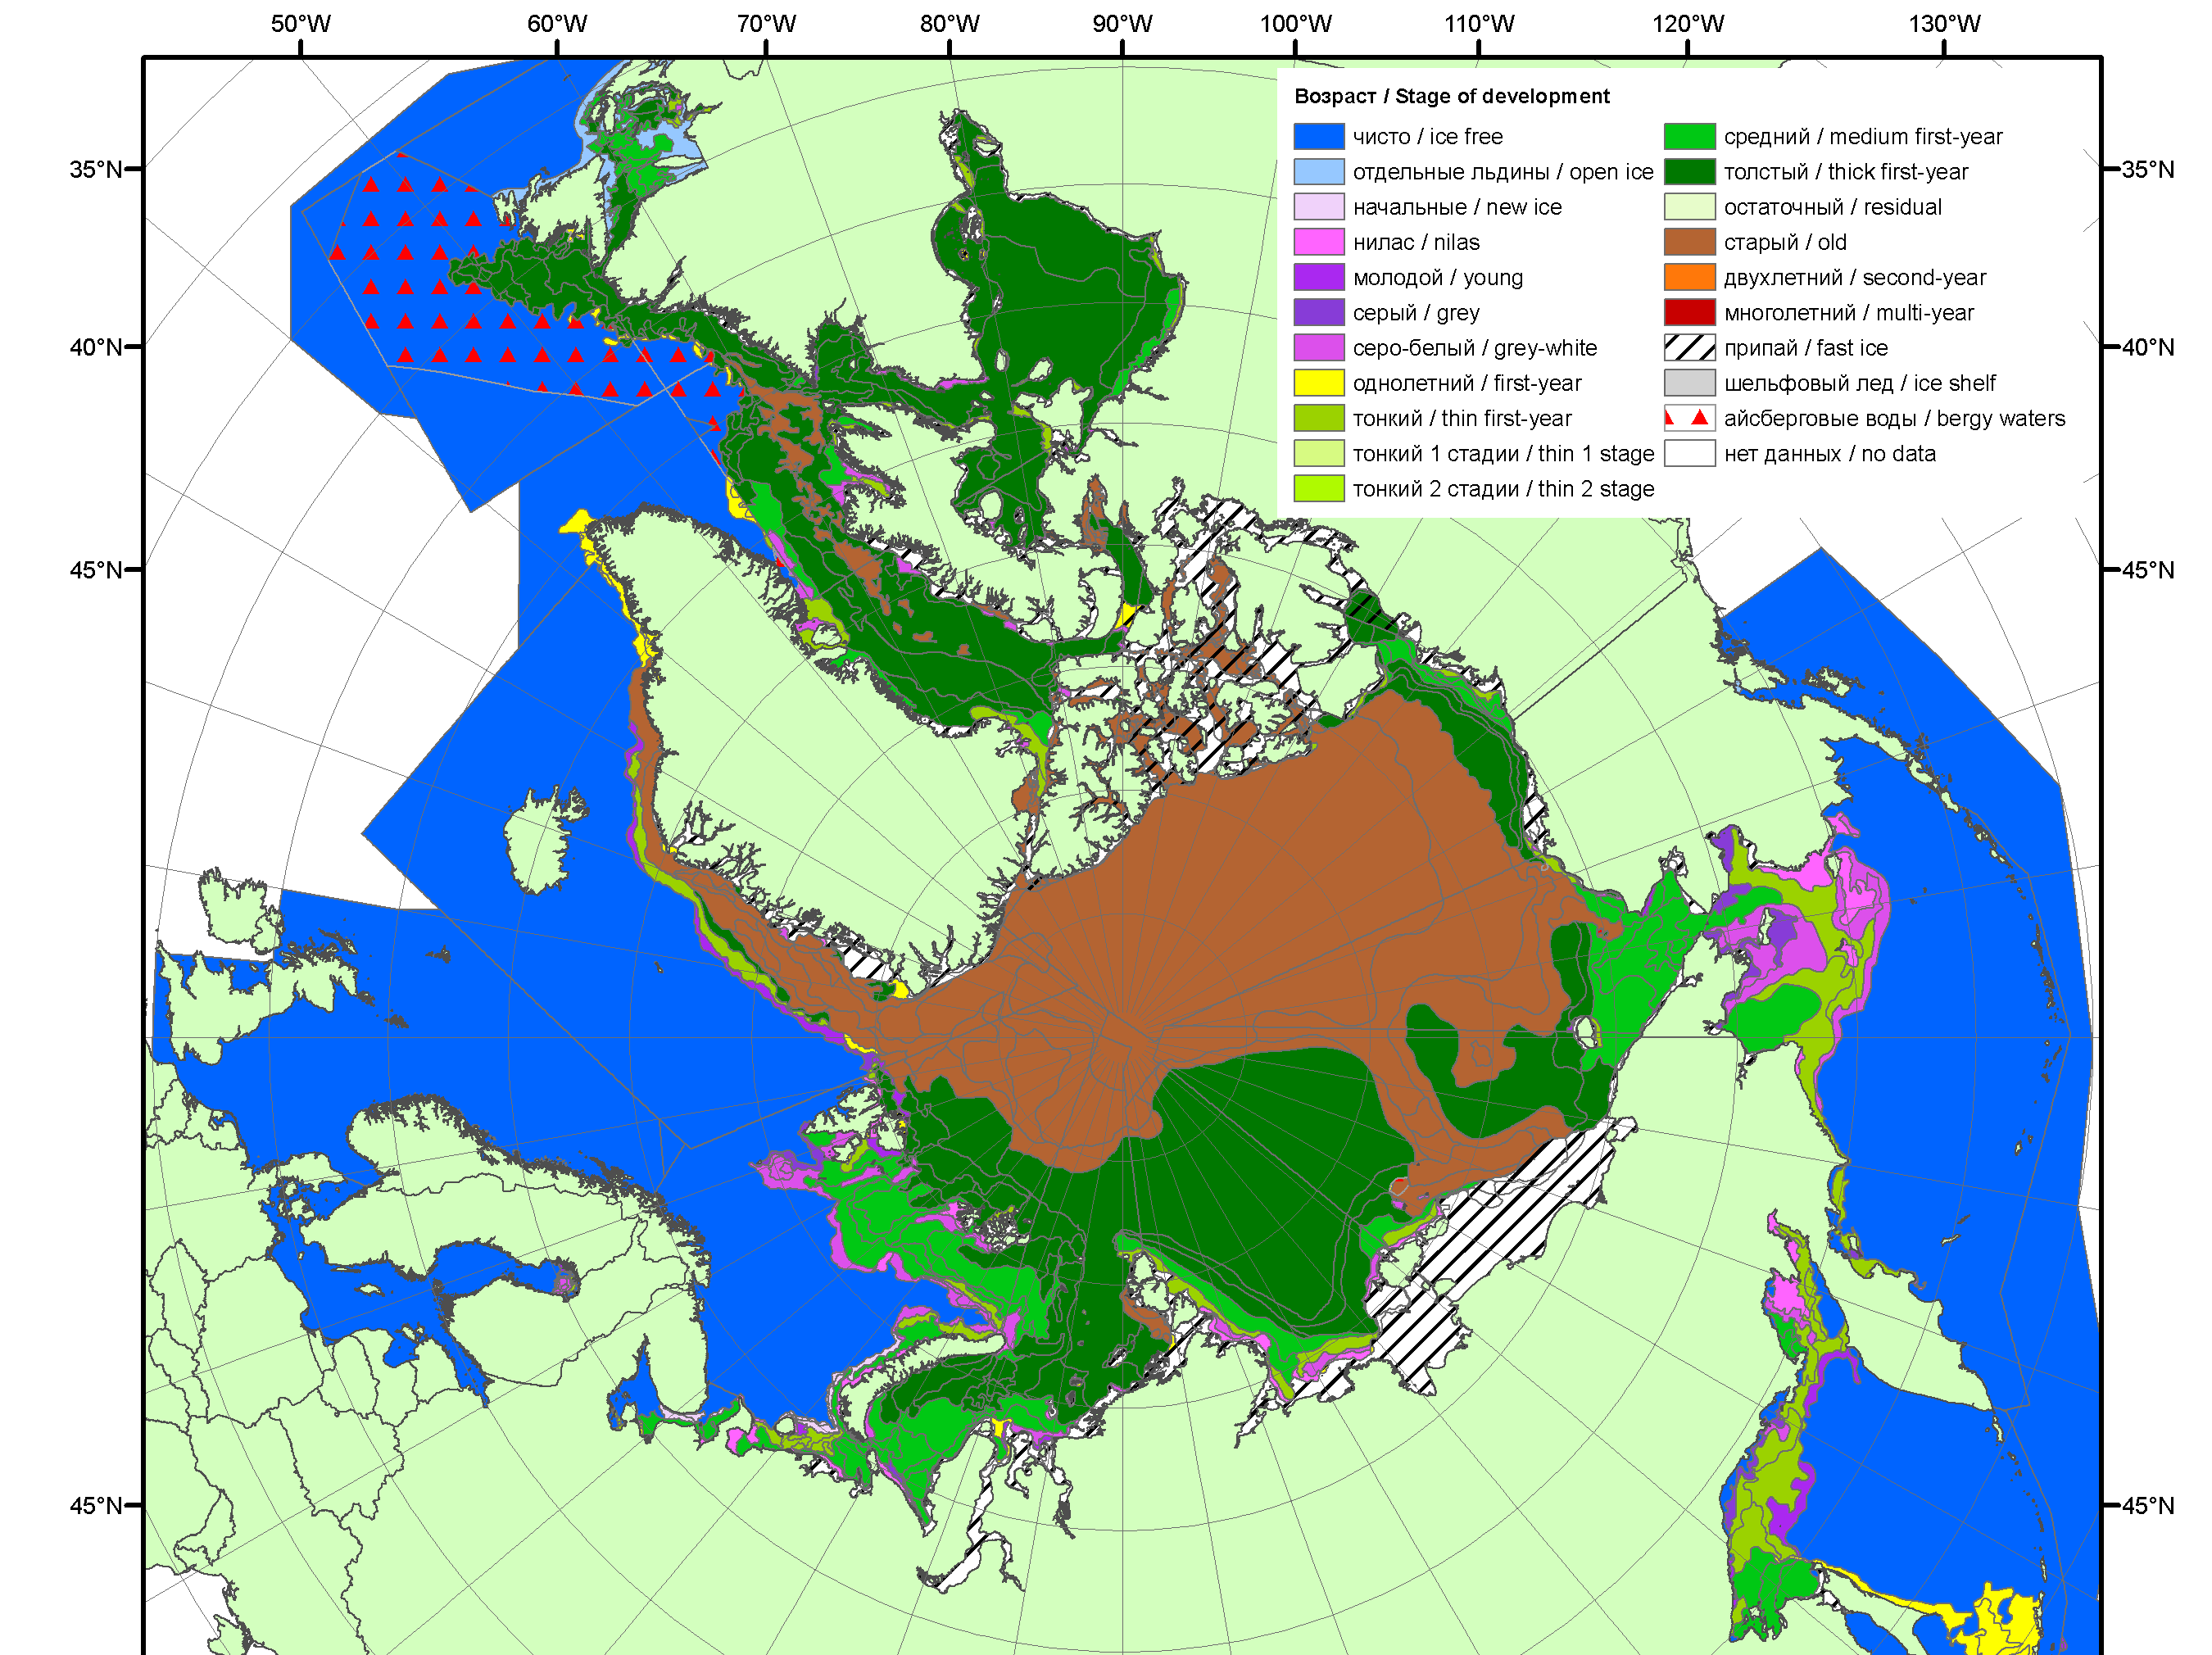 50°W 60°W 70°W 80°W 90°W 100°W 110°W 120°W 130°W
Возраст / Stage of development
чисто / ice free
отдельные льдины / open ice
начальные / new ice
нилас / nilas
молодой / young
серый / grey
серо-белый / grey-white
однолетний / first-year
тонкий / thin first-year
тонкий 1 стадии / thin 1 stage
тонкий 2 стадии / thin 2 stage
средний / medium first-year
толстый / thick first-year
остаточный / residual
старый / old
двухлетний / second-year
многолетний / multi-year
припай / fast ice
шельфовый лед / ice shelf
айсберговые воды / bergy waters
нет данных / no data
35°N 35°N
40°N 40°N
45°N 45°N
45°N 45°N